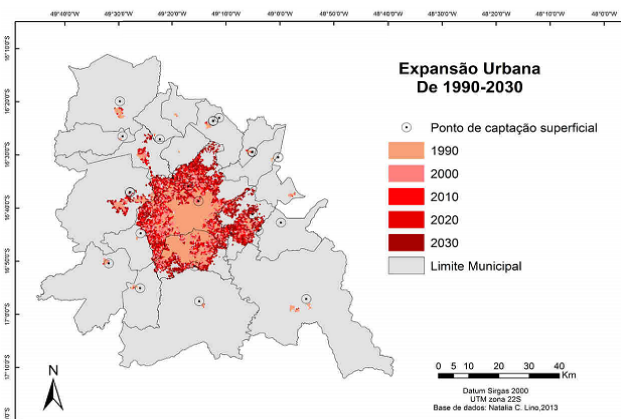 49°40'0"W 49°30'0"W 49°20'0"W 49°10'0"W 49°0'0"W 48°50'0"W 48°40'0"W 48°30'0"W 48°20'0"W 48°10'0"W 48°0'0"W
16°10'0"S
16°20'0"S
16°30'0"S
16°40'0"S
16°50'0"S
17°0'0"S
17°10'0"S
Expansão Urbana
De 1990-2030
Ponto de captação superficial
1990
2000
2010
2020
2030
Limite Municipal
N
0 5 10 20 30 40
Km
Datum Sirgas 2000
UTM zona 22S
Base de dados: Natalia C. Lino,2013